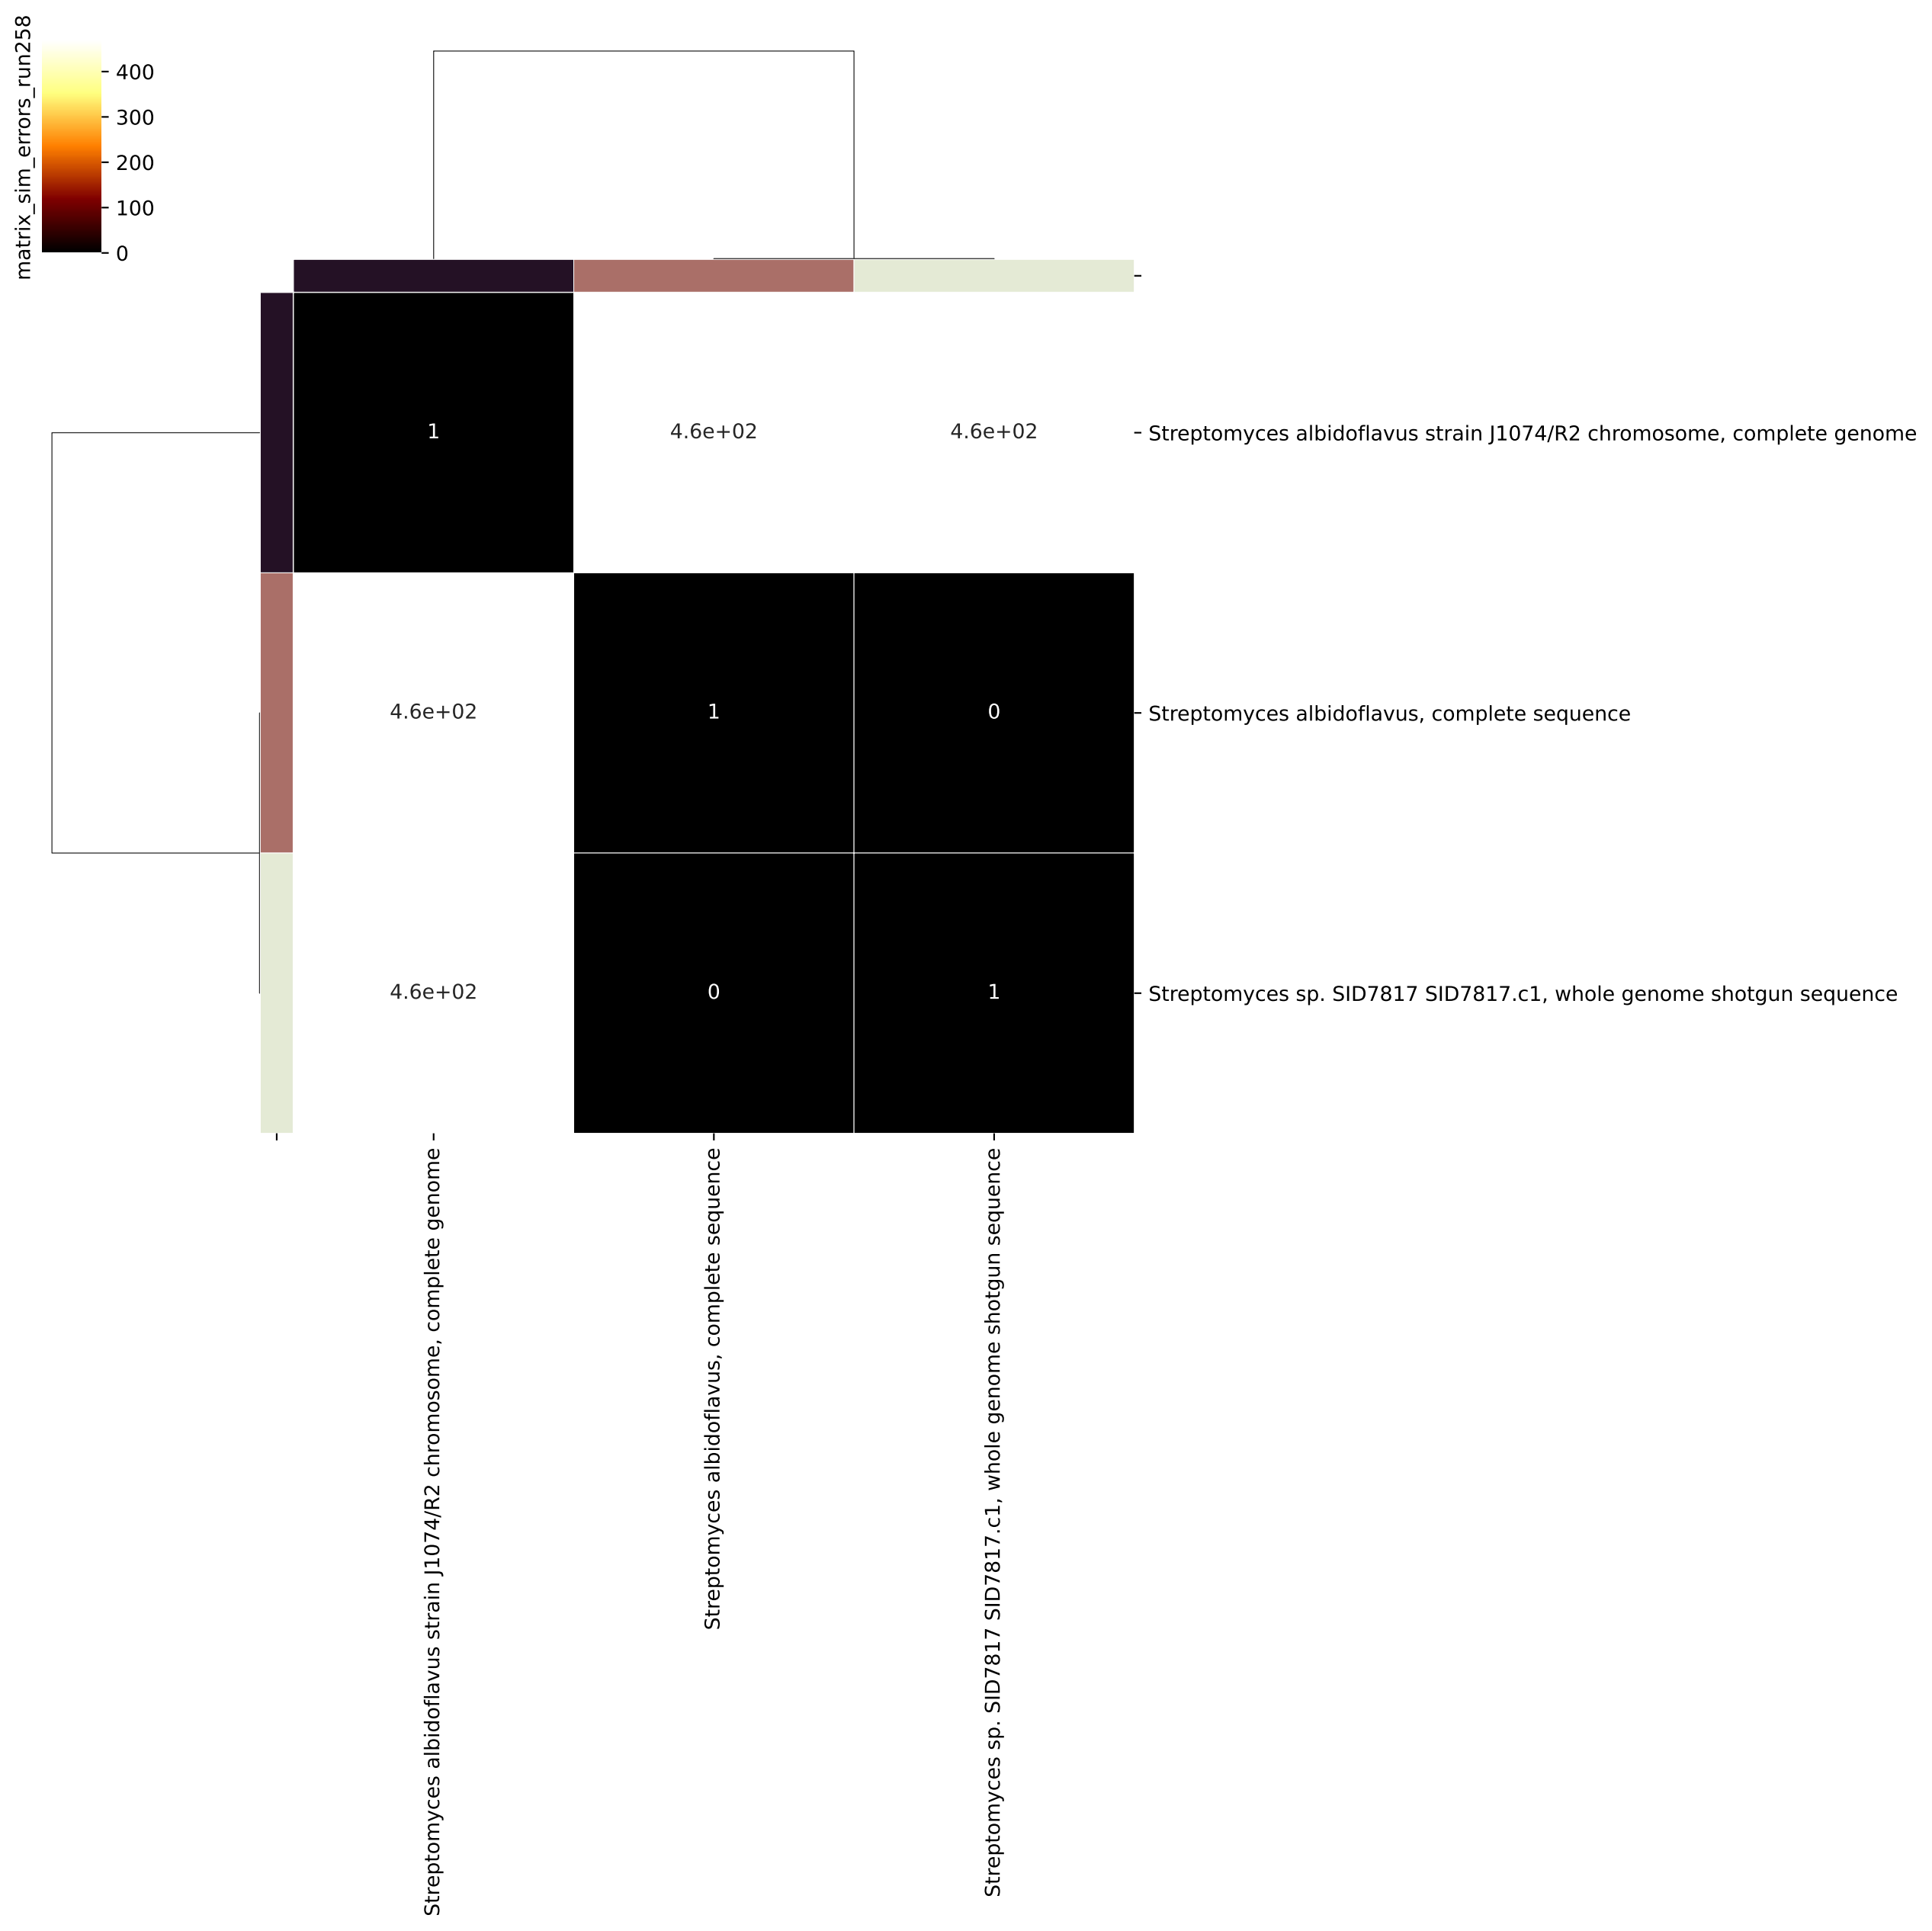 matrix_sim_errors_run258
400
300
200
100
0
1 4.6e+02 4.6e+02 Streptomyces albidoflavus strain J1074/R2 chromosome, complete genome
4.6e+02 1 0 Streptomyces albidoflavus, complete sequence
4.6e+02 0 1 Streptomyces sp. SID7817 SID7817.c1, whole genome shotgun sequence
Streptomyces albidoflavus strain J1074/R2 chromosome, complete genome
Streptomyces albidoflavus, complete sequence
Streptomyces sp. SID7817 SID7817.c1, whole genome shotgun sequence